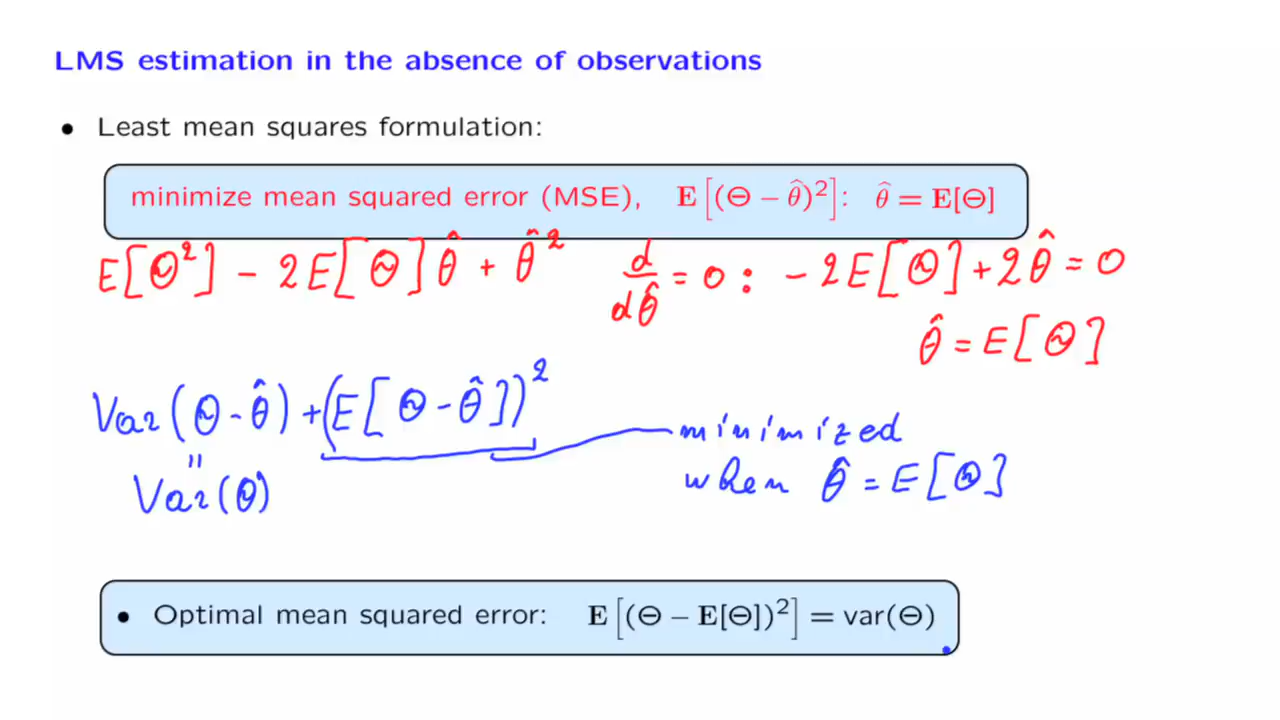 LMS estimation in the absence of observations
• Least mean squares formulation:
minimize mean squared error (MSE), E[(Θ − θ̂)²]: θ̂ = E[Θ]
E[Θ²] − 2E[Θ]θ̂ + θ̂² d/dθ̂ = 0 : −2E[Θ] + 2θ̂ = 0
θ̂ = E[Θ]
Var(Θ − θ̂) + (E[Θ − θ̂])²
minimized
when θ̂ = E[Θ]
"
Var(Θ)
• Optimal mean squared error: E[(Θ − E[Θ])²] = var(Θ)